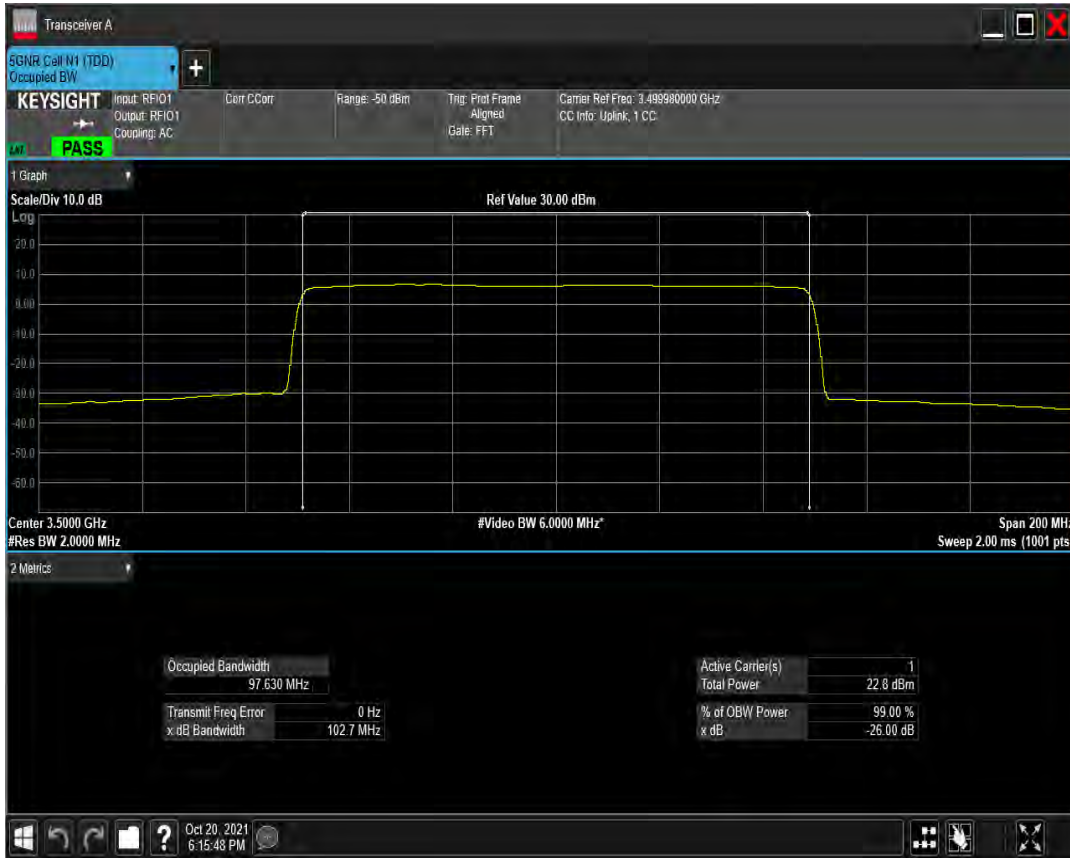 Transceiver A
5GNR Cell N1 (TDD)
Occupied BW
+
KEYSIGHT
Input: RFIO1
Output: RFIO1
Coupling: AC
Corr CCorr
Range: -50 dBm
Trig: Prot Frame
Aligned
Gate: FFT
Carrier Ref Freq: 3.499980000 GHz
CC Info: Uplink, 1 CC
PASS
1 Graph
Scale/Div 10.0 dB
Ref Value 30.00 dBm
Log
20.0
10.0
0.00
-10.0
-20.0
-30.0
-40.0
-50.0
-60.0
Center 3.5000 GHz
#Video BW 6.0000 MHz*
Span 200 MHz
#Res BW 2.0000 MHz
Sweep 2.00 ms (1001 pts
2 Metrics
Occupied Bandwidth
97.630 MHz
Transmit Freq Error 0 Hz
x dB Bandwidth 102.7 MHz
Active Carrier(s) 1
Total Power 22.8 dBm
% of OBW Power 99.00 %
x dB -26.00 dB
?
Oct 20, 2021
6:15:48 PM